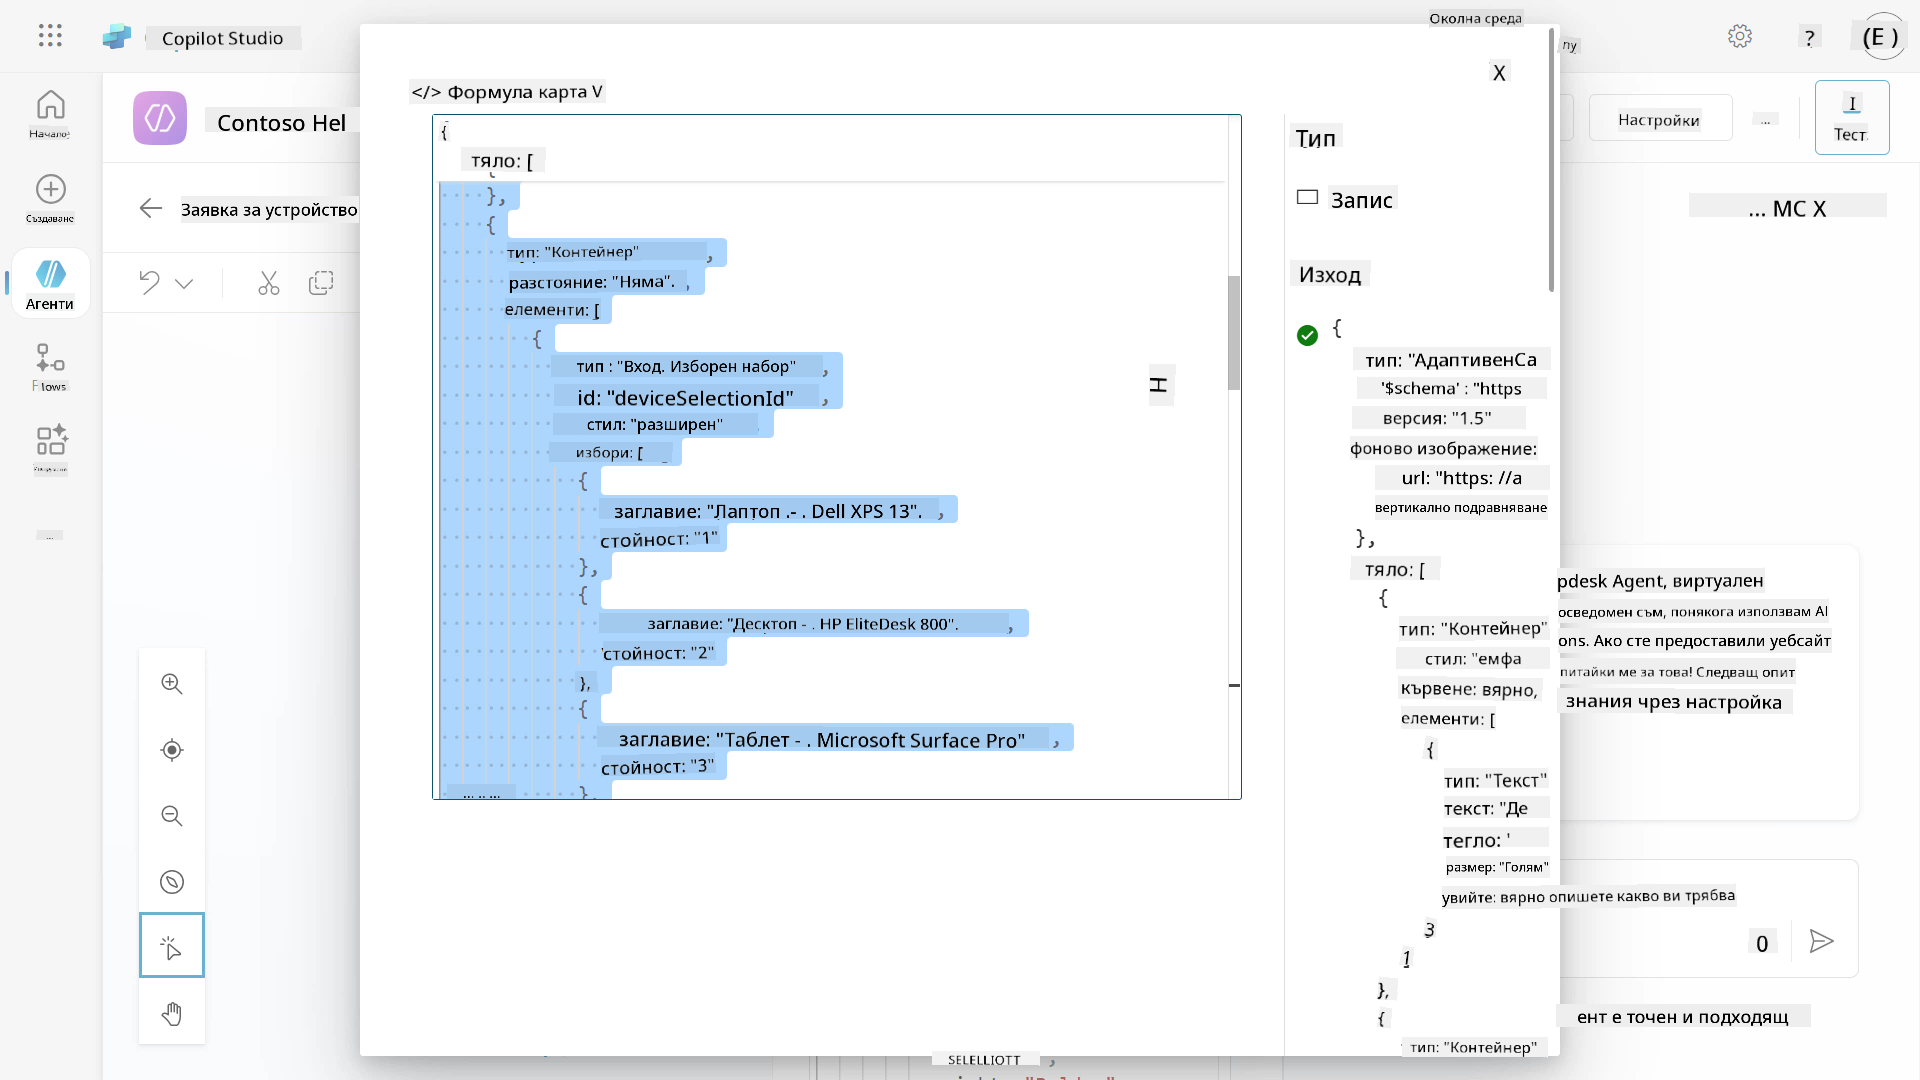 Околна среда
Copilot Studio
ny
?
(E )
X
</> Формула карта V
Contoso Hel
Настройки
...
I
Тест
Начало
{
тяло: [
Тип
},
Създаване
Запис
Заявка за устройство
... МС X
{
тип: "Контейнер" ,
Изход
разстояние: "Няма". ,
Агенти
елементи: [
{
{
тип : "Вход. Изборен набор" ,
тип: "АдаптивенСа
Flows
id: "deviceSelectionId" ,
'$schema' : "https
H
стил: "разширен"
версия: "1.5"
избори: [
фоново изображение:
{
url: "https: //а
заглавие: "Лаптоп .- . Dell XPS 13". ,
вертикално подравняване
стойност: "1"
},
...
},
тяло: [
{
{
pdesk Agent, виртуален
осведомен съм, понякога използвам AI
заглавие: "Десктоп - . HP EliteDesk 800". ,
тип: "Контейнер"
ons. Ако сте предоставили уебсайт
стойност: "2"
стил: "емфа
питайки ме за това! Следващ опит
},
кървене: вярно,
знания чрез настройка
{
елементи: [
заглавие: "Таблет - . Microsoft Surface Pro" ,
{
стойност: "3"
тип: "Текст"
},
текст: "Де
тегло: '
размер: "Голям"
увийте: вярно опишете какво ви трябва
3
0
1
},
{
ент е точен и подходящ
тип: "Контейнер"
SELELLIOTT